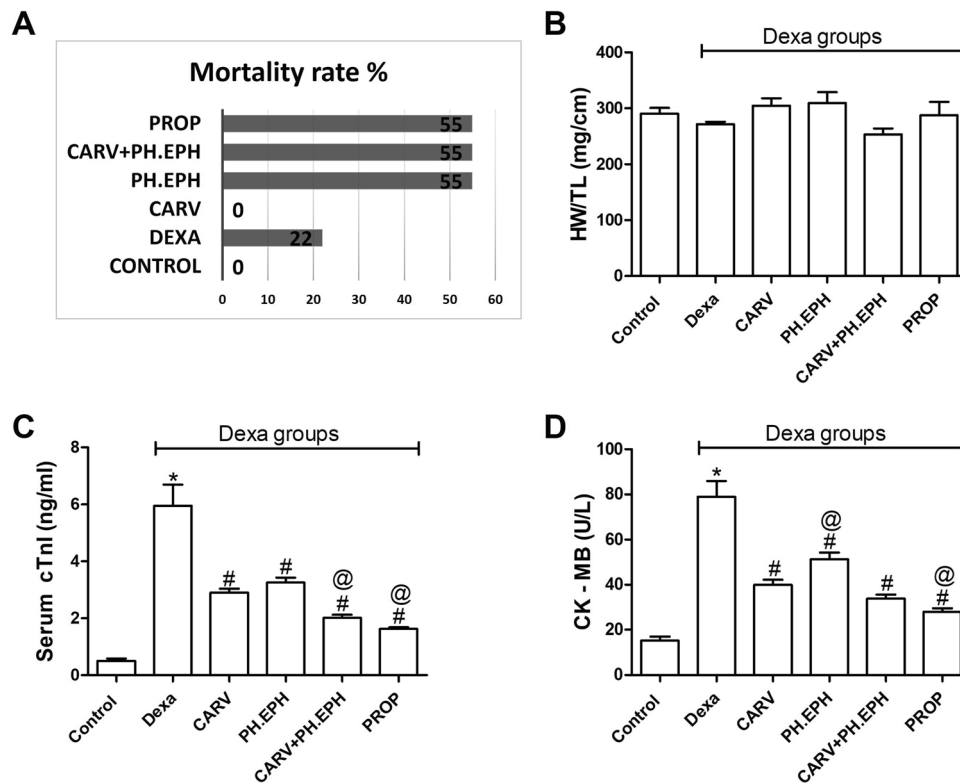 A
Mortality rate %
PROP 55
CARV+PH.EPH 55
PH.EPH 55
CARV 0
DEXA 22
CONTROL 0
0 10 20 30 40 50 60
B
Dexa groups
HW/TL (mg/cm)
400
300
200
100
0
Control Dexa CARV PH.EPH CARV+PH.EPH PROP
C
Dexa groups
Serum cTnI (ng/ml)
8
6
4
2
0
*
#
#
@
#
@
#
Control Dexa CARV PH.EPH CARV+PH.EPH PROP
D
Dexa groups
CK - MB (U/L)
100
80
60
40
20
0
*
#
@
#
#
@
#
Control Dexa CARV PH.EPH CARV+PH.EPH PROP